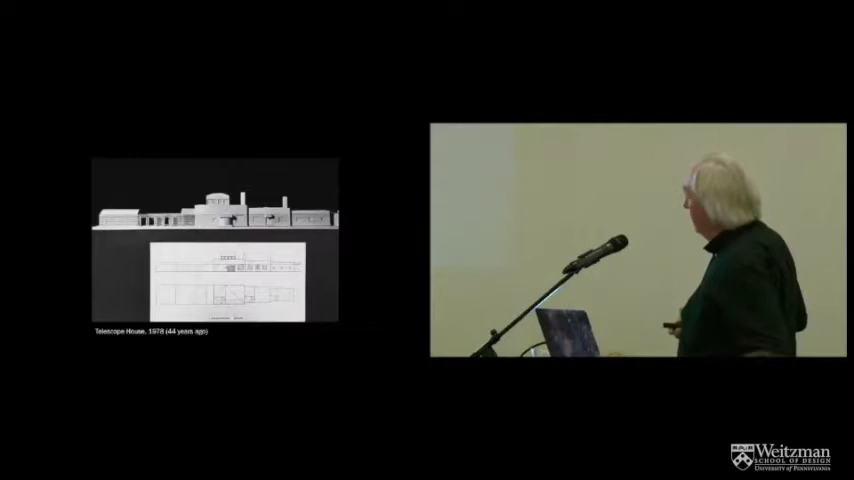 Telescope House, 1978 (44 years ago)
Weitzman
SCHOOL OF DESIGN
UNIVERSITY OF PENNSYLVANIA